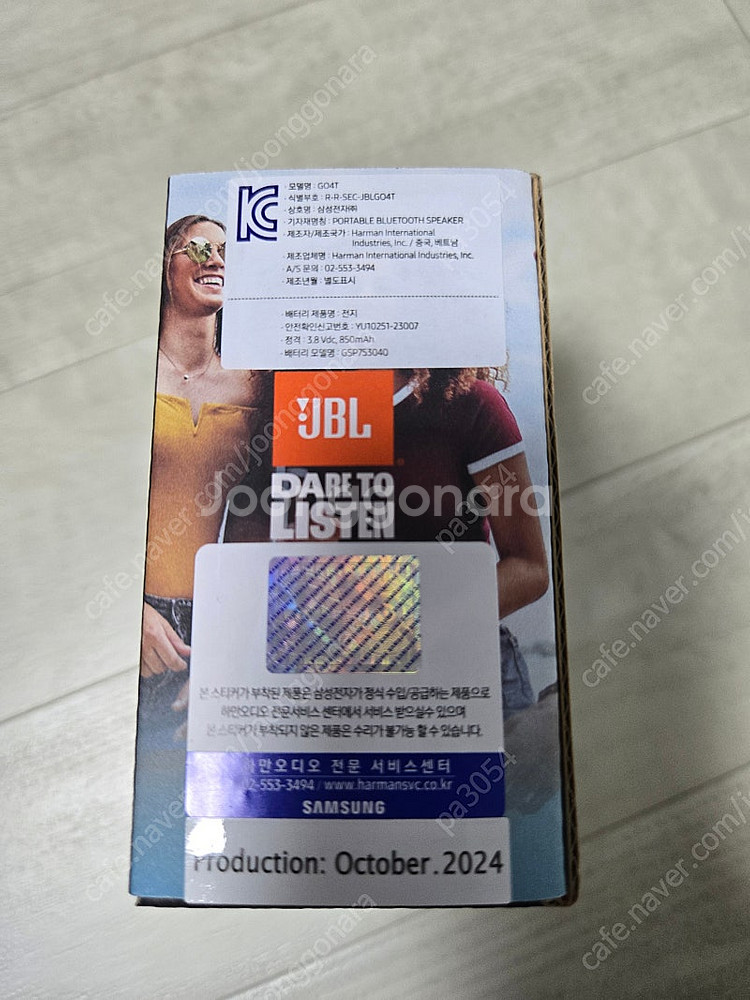 KC
· 모델명 : GO4T
· 식별부호 : R-R-SEC-JBLGO4T
· 상호명 : 삼성전자㈜
· 기자재명칭 : PORTABLE BLUETOOTH SPEAKER
· 제조자/제조국가 : Harman International
Industries, Inc. / 중국, 베트남
· 제조업체명 : Harman International Industries, Inc.
· A/S 문의 : 02-553-3494
· 제조년월 : 별도표시
· 배터리 제품명 : 전지
· 안전확인신고번호 : YU10251-23007
· 정격 : 3.8 Vdc, 850mAh
· 배터리 모델명 : GSP753040
JBL
DARE TO
LISTEN
Joonggonara
본 스티커가 부착된 제품은 삼성전자가 정식 수입/공급하는 제품으로
하만오디오 전문서비스 센터에서 서비스 받으실수 있으며
본 스티커가 부착되지 않은 제품은 수리가 불가능 할 수 있습니다.
하만오디오 전문 서비스센터
02-553-3494 / www.harmansvc.co.kr
SAMSUNG
Production: October.2024
cafe.naver.com/joonggonara
pa3054